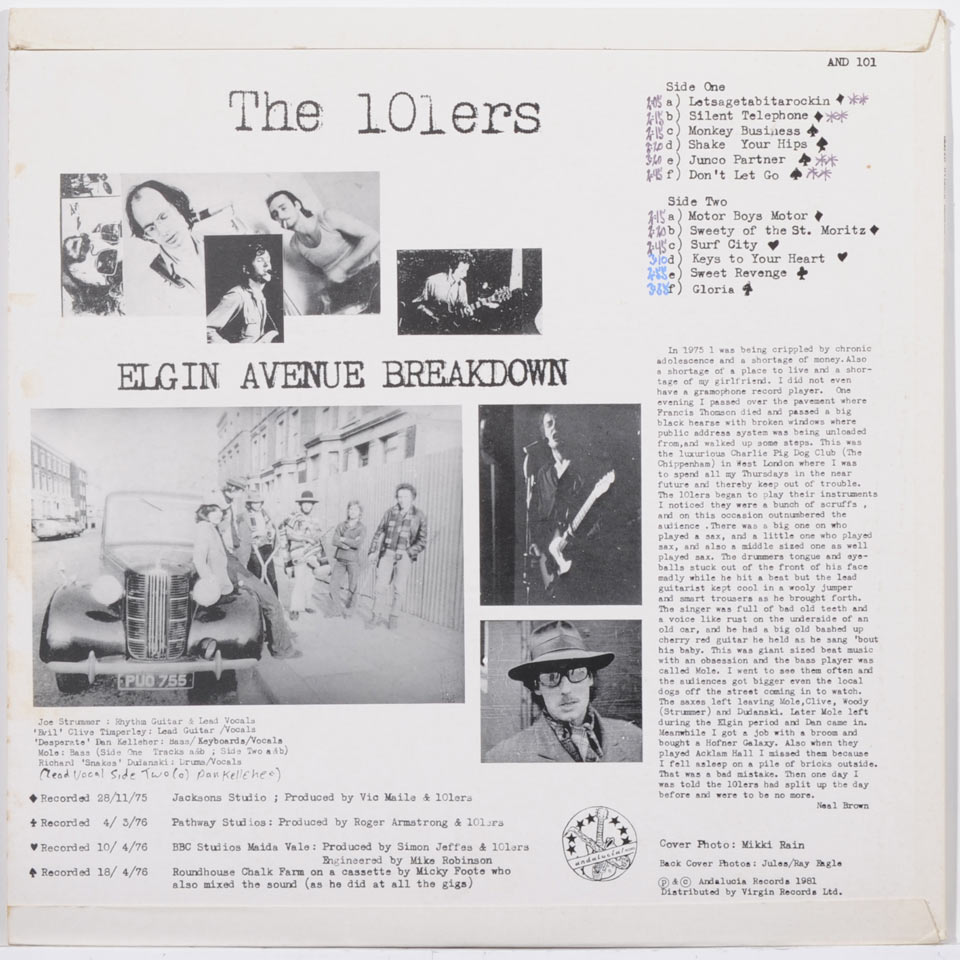 AND 101
The 101ers
Side One
2:05 a) Letsagetabitarockin ♦ **
2:15 b) Silent Telephone ♦ **
2:15 c) Monkey Business ♠
2:20 d) Shake Your Hips ♠
3:20 e) Junco Partner ♠ **
2:45 f) Don't Let Go ♠ **
Side Two
2:15 a) Motor Boys Motor ♦
2:20 b) Sweety of the St. Moritz ♦
2:45 c) Surf City ♥
3:10 d) Keys to Your Heart ♥
e) Sweet Revenge ♣
f) Gloria ♠
ELGIN AVENUE BREAKDOWN
In 1975 l was being crippled by chronic
adolescence and a shortage of money.Also
a shortage of a place to live and a shor-
tage of my girlfriend. I did not even
have a gramophone record player. One
evening I passed over the pavement where
Francis Thomson died and passed a big
black hearse with broken windows where
public address system was being unloaded
from,and walked up some steps. This was
the luxurious Charlie Pig Dog Club (The
Chippenham) in West London where I was
to spend all my Thursdays in the near
future and thereby keep out of trouble.
The 101ers began to play their instruments
I noticed they were a bunch of scruffs ,
and on this occasion outnumbered the
audience .There was a big one on who
played a sax, and a little one who played
sax, and also a middle sized one as well
played sax. The drummers tongue and eye-
balls stuck out of the front of his face
madly while he hit a beat but the lead
guitarist kept cool in a wooly jumper
and smart trousers as he brought forth.
The singer was full of bad old teeth and
a voice like rust on the underside of an
old car, and he had a big old bashed up
cherry red guitar he held as he sang 'bout
his baby. This was giant sized beat music
with an obsession and the bass player was
called Mole. I went to see them often and
the audiences got bigger even the local
dogs off the street coming in to watch.
The saxes left leaving Mole,Clive, Woody
(Strummer) and Dudanski. Later Mole left
during the Elgin period and Dan came in.
Meanwhile I got a job with a broom and
bought a Hofner Galaxy. Also when they
played Acklam Hall I missed them because
I fell asleep on a pile of bricks outside.
That was a bad mistake. Then one day I
was told the 101ers had split up the day
before and were to be no more.
Neal Brown
PUO 755
Joe Strummer : Rhythm Guitar & Lead Vocals
'Evil' Clive Timperley: Lead Guitar /Vocals
'Desperate' Dan Kelleher: Bass/Keyboards/Vocals
Mole: Bass (Side One Tracks a&b ; Side Two a&b)
Richard 'Snakes' Dudanski: Drums/Vocals
(Lead Vocal Side Two(c) Dan Kelleher)
♦ Recorded 28/11/75 Jacksons Studio ; Produced by Vic Maile & 101ers
♣ Recorded 4/ 3/76 Pathway Studios: Produced by Roger Armstrong & 101ers
♥ Recorded 10/ 4/76 BBC Studios Maida Vale: Produced by Simon Jeffes & 101ers
Engineered by Mike Robinson
♠ Recorded 18/ 4/76 Roundhouse Chalk Farm on a cassette by Micky Foote who
also mixed the sound (as he did at all the gigs)
andalucia!
Cover Photo: Mikki Rain
Back Cover Photos: Jules/Ray Eagle
℗ & © Andalucia Records 1981
Distributed by Virgin Records Ltd.